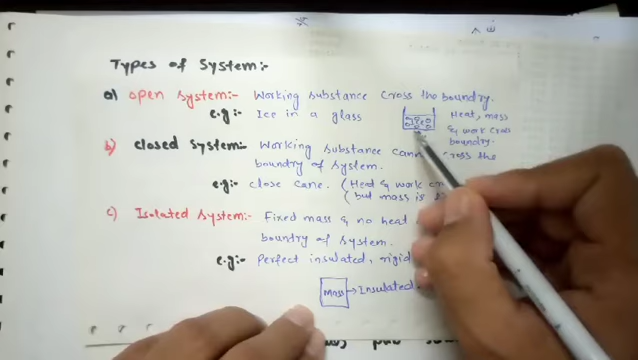 Types of System:-
a) open system:- Working substance cross the boundry.
e.g:- Ice in a glass
Ice
Heat, mass
& work cross
boundry.
b) closed system:- Working substance cross the
boundry of system.
e.g:- close cane. (Heat & work
(but mass is
c) Isolated system:- Fixed mass & no heat
boundry of system.
e.g:- perfect insulated, rigid
Mass → Insulated